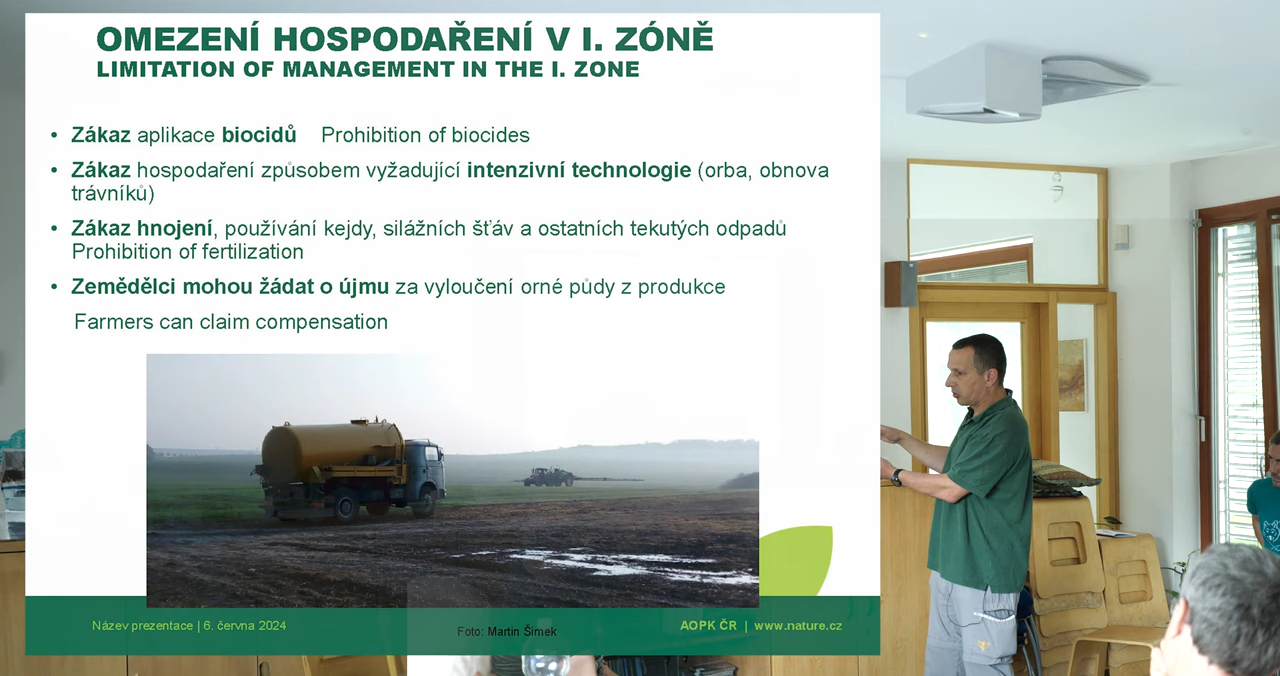 OMEZENÍ HOSPODAŘENÍ V I. ZÓNĚ
LIMITATION OF MANAGEMENT IN THE I. ZONE
• Zákaz aplikace biocidů Prohibition of biocides
• Zákaz hospodaření způsobem vyžadující intenzivní technologie (orba, obnova
trávníků)
• Zákaz hnojení, používání kejdy, silážních šťáv a ostatních tekutých odpadů
Prohibition of fertilization
• Zemědělci mohou žádat o újmu za vyloučení orné půdy z produkce
Farmers can claim compensation
Název prezentace | 6. června 2024
Foto: Martin Šimek
AOPK ČR | www.nature.cz